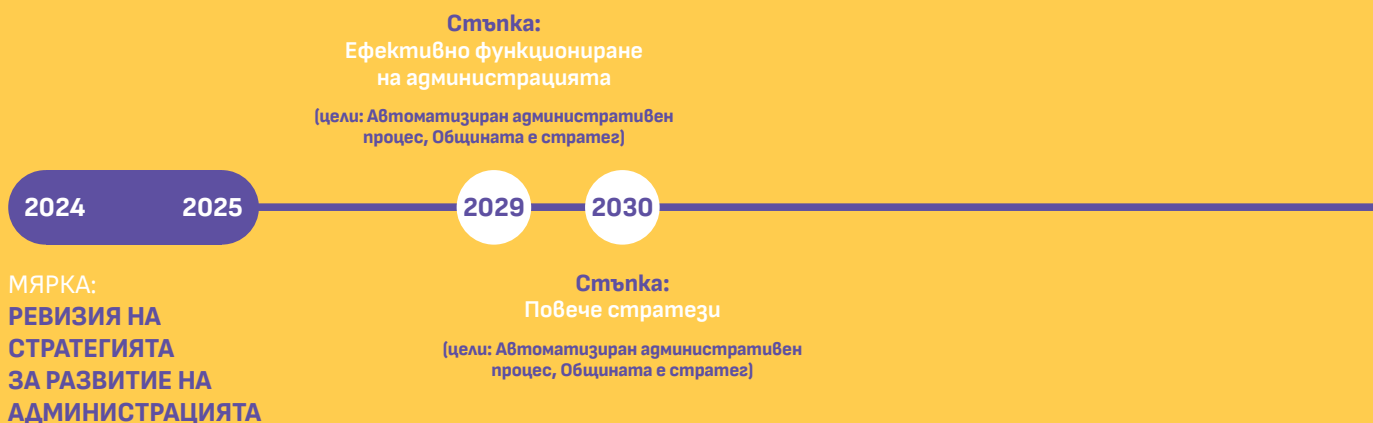 Стъпка:
Ефективно функциониране
на администрацията
(цели: Автоматизиран административен
процес, Общината е стратег)
2024 2025 2029 2030
МЯРКА:
РЕВИЗИЯ НА
СТРАТЕГИЯТА
ЗА РАЗВИТИЕ НА
АДМИНИСТРАЦИЯТА
Стъпка:
Повече стратези
(цели: Автоматизиран административен
процес, Общината е стратег)